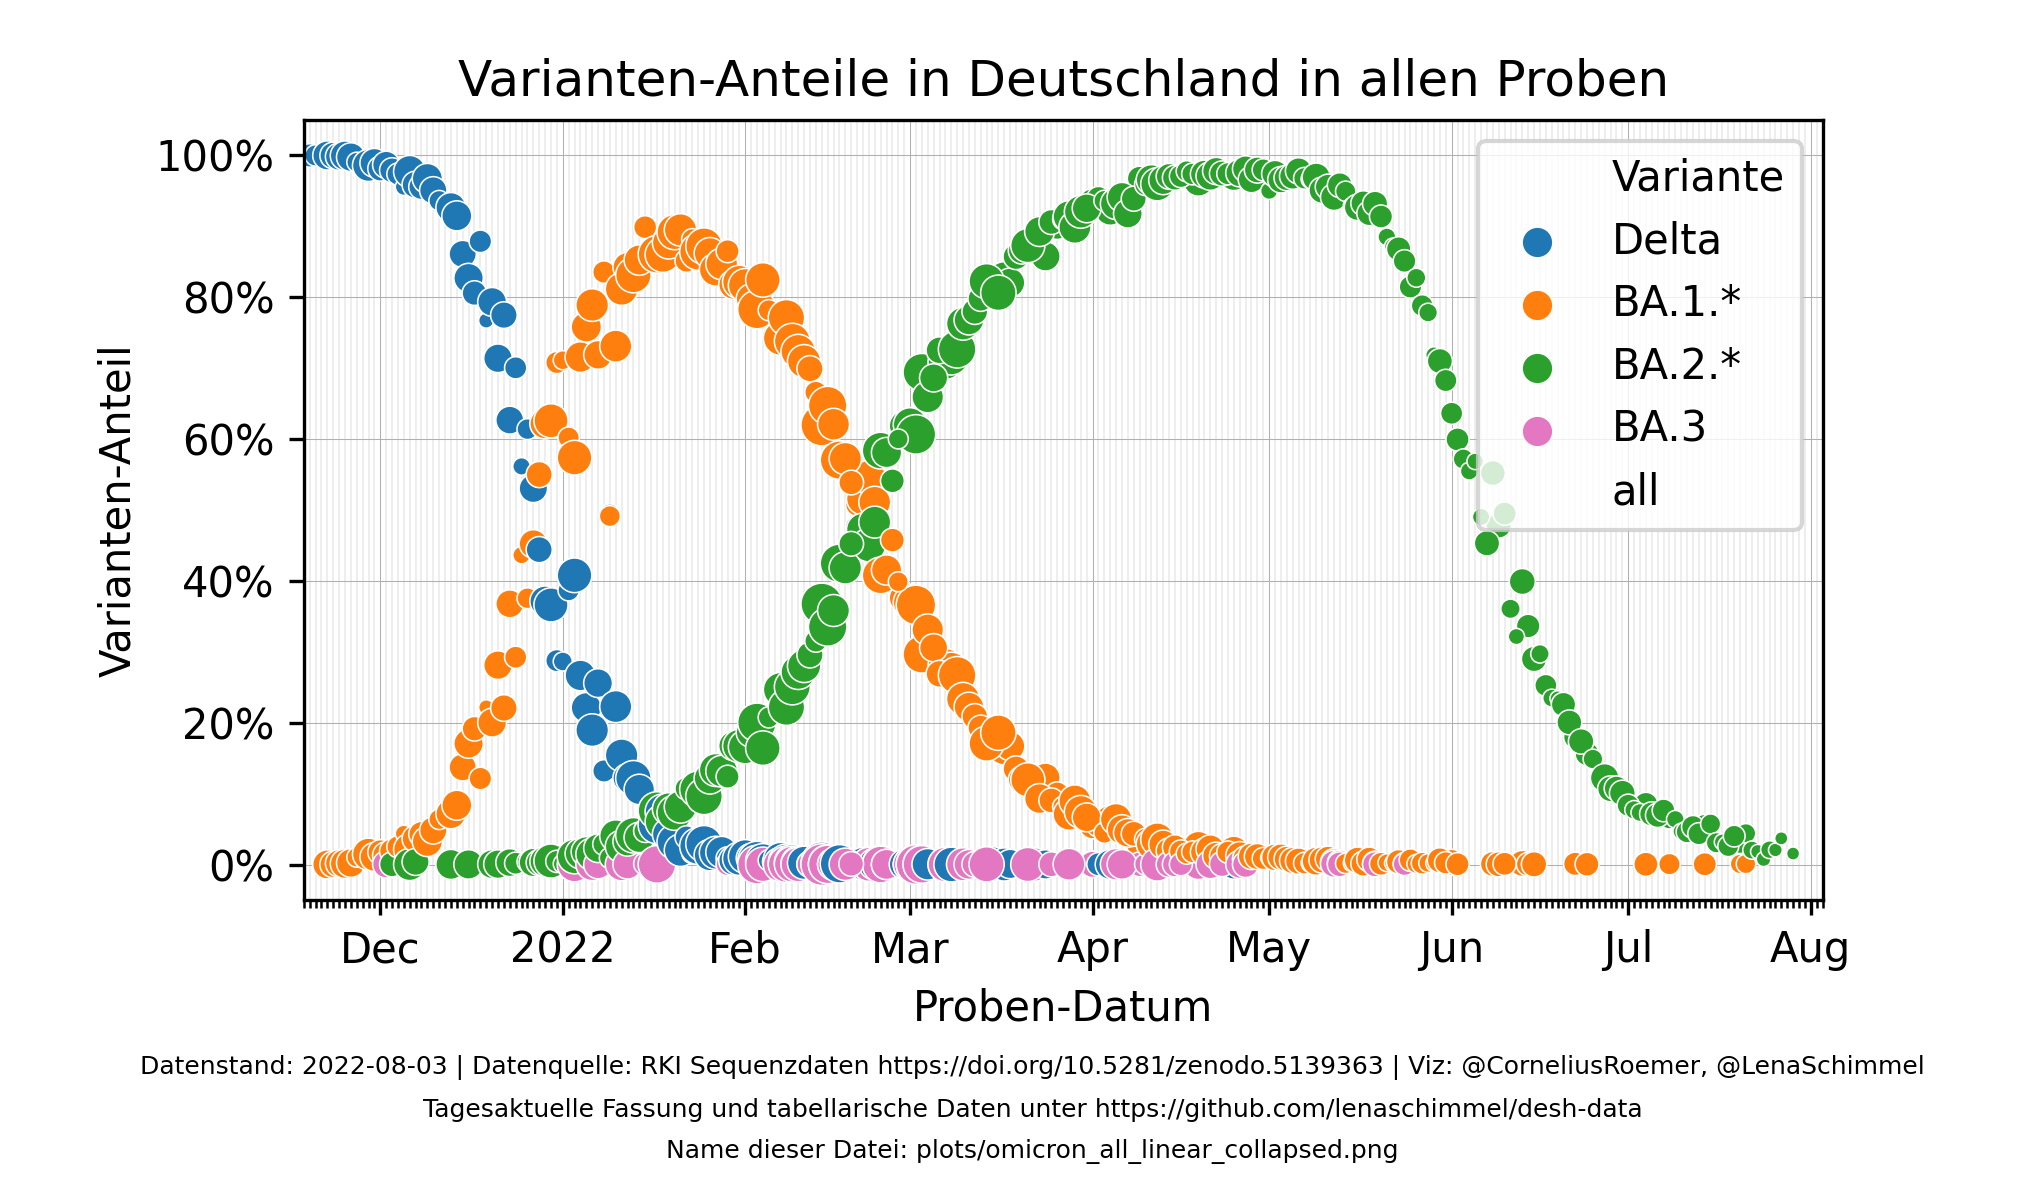 Varianten-Anteile in Deutschland in allen Proben
Varianten-Anteil
100%
80%
60%
40%
20%
0%
Variante
Delta
BA.1.*
BA.2.*
BA.3
all
Dec 2022 Feb Mar Apr May Jun Jul Aug
Proben-Datum
Datenstand: 2022-08-03 | Datenquelle: RKI Sequenzdaten https://doi.org/10.5281/zenodo.5139363 | Viz: @CorneliusRoemer, @LenaSchimmel
Tagesaktuelle Fassung und tabellarische Daten unter https://github.com/lenaschimmel/desh-data
Name dieser Datei: plots/omicron_all_linear_collapsed.png